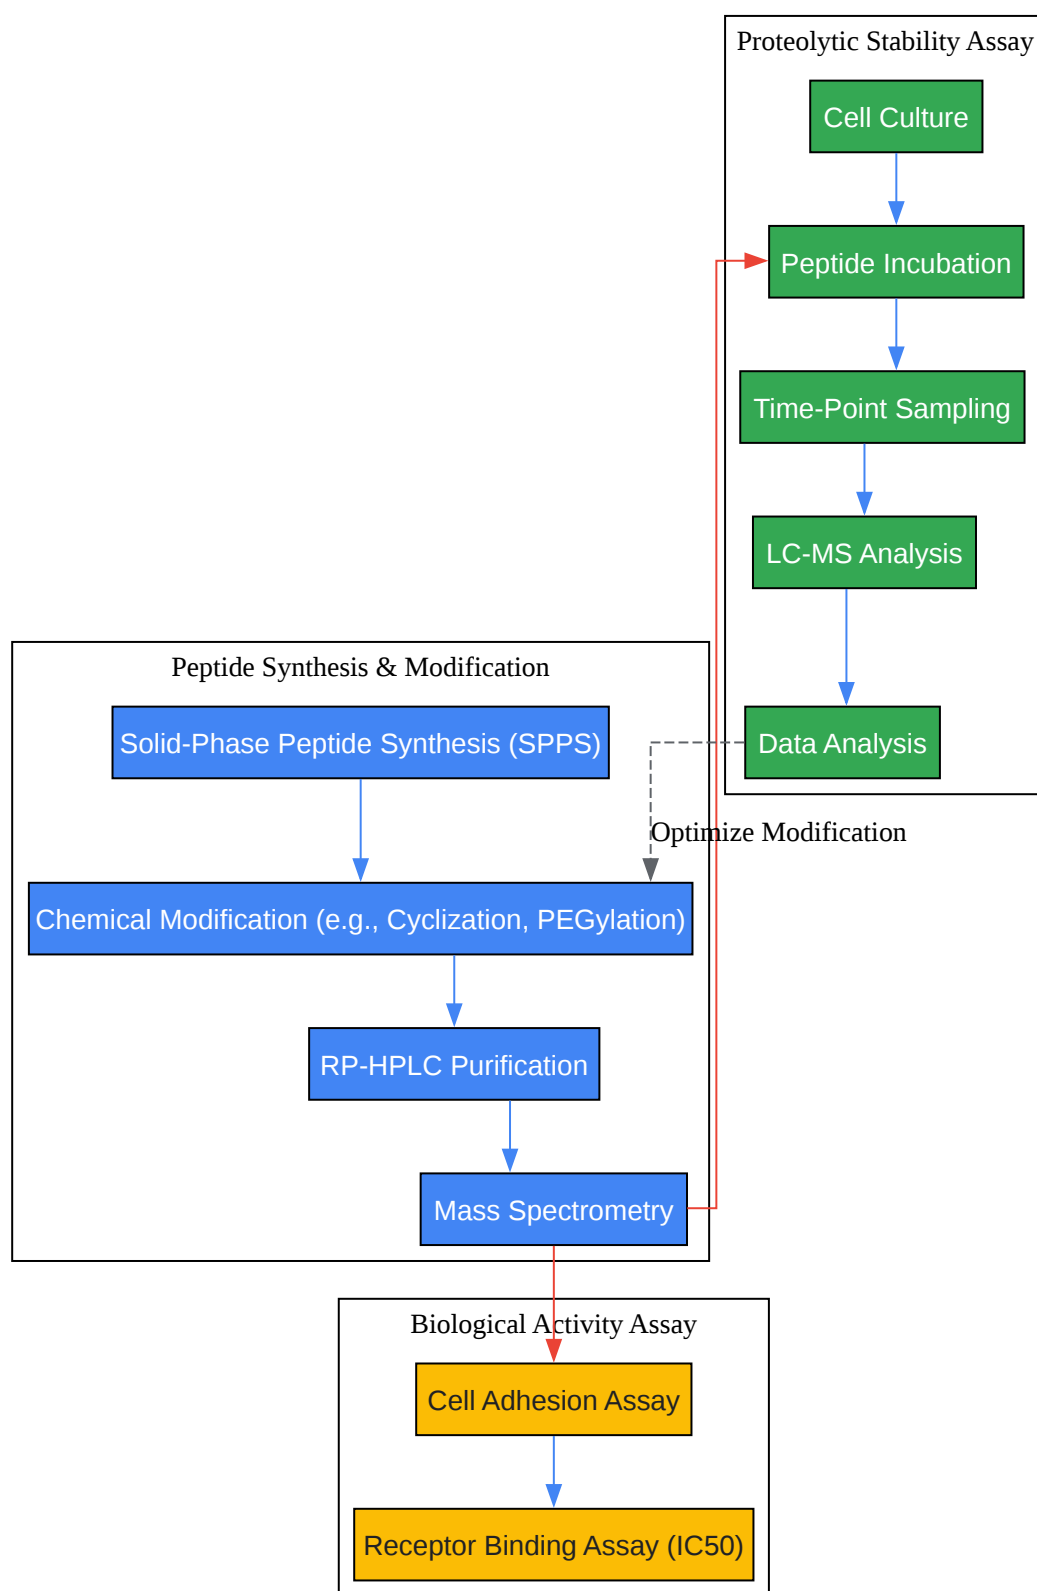 Proteolytic Stability Assay
Cell Culture
Peptide Incubation
Time-Point Sampling
LC-MS Analysis
Data Analysis
Optimize Modification
Peptide Synthesis & Modification
Solid-Phase Peptide Synthesis (SPPS)
Chemical Modification (e.g., Cyclization, PEGylation)
RP-HPLC Purification
Mass Spectrometry
Biological Activity Assay
Cell Adhesion Assay
Receptor Binding Assay (IC50)